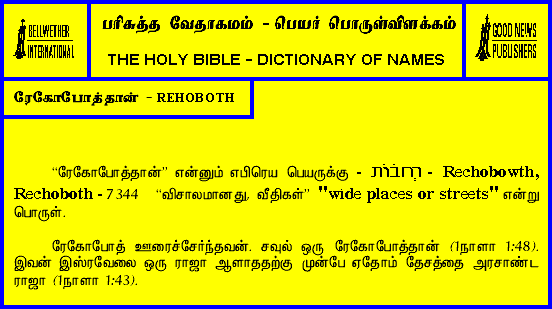 BELLWETHER
INTERNATIONAL
பரிசுத்த வேதாகமம் - பெயர் பொருள்விளக்கம்
THE HOLY BIBLE - DICTIONARY OF NAMES
GOOD NEWS
PUBLISHERS
ரேகோபோத்தான் - REHOBOTH
“ரேகோபோத்தான்” என்னும் எபிரெய பெயருக்கு - רְחֹבוֹת - Rechobowth,
Rechoboth - 7344 “விசாலமானது, வீதிகள்” "wide places or streets" என்று
பொருள்.
ரேகோபோத் ஊரைச்சேர்ந்தவன். சவுல் ஒரு ரேகோபோத்தான் (1நாளா 1:48).
இவன் இஸ்ரவேலை ஒரு ராஜா ஆளாததற்கு முன்பே ஏதோம் தேசத்தை அரசாண்ட
ராஜா (1நாளா 1:43).